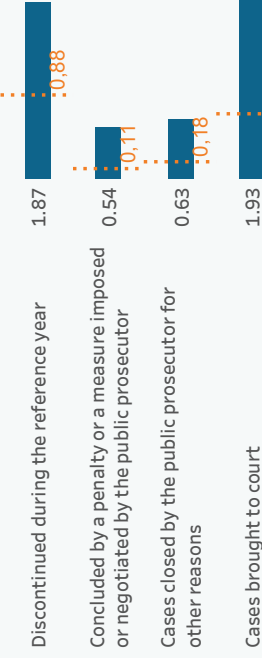 0,88
1.87
Discontinued during the reference year
0,11
0.54
Concluded by a penalty or a measure imposed
or negotiated by the public prosecutor
0,18
0.63
Cases closed by the public prosecutor for
other reasons
1.93
Cases brought to court